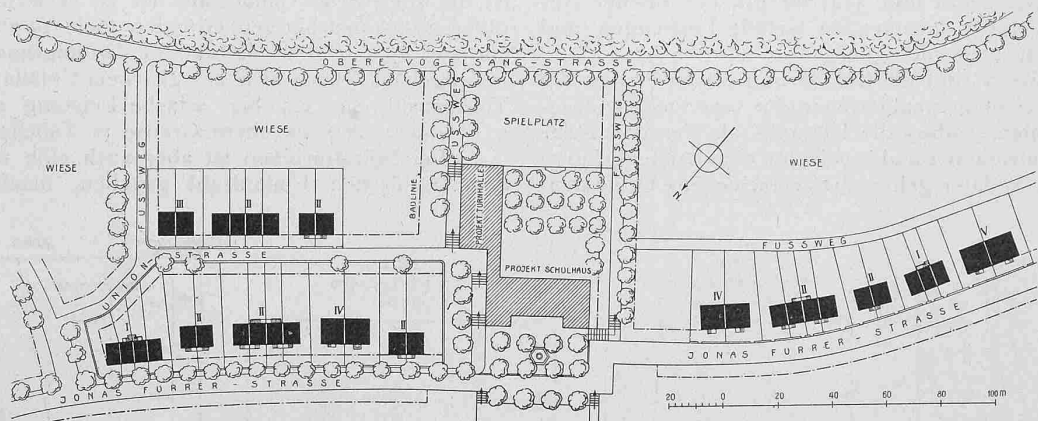 OBERE VOGELSANG-STRASSE
WIESE
WIESE
FUSSWEG
BAULINIE
FUSSWEG
SPIELPLATZ
FUSSWEG
WIESE
N
III
II
II
PROJEKT.TURNHALLE
PROJEKT SCHULHAUS
UNION-STRASSE
FUSSWEG
I
II
II
IV
II
IV
II
II
I
V
JONAS FURRER-STRASSE
JONAS FURRER-STRASSE
20 0 20 40 60 80 100 m